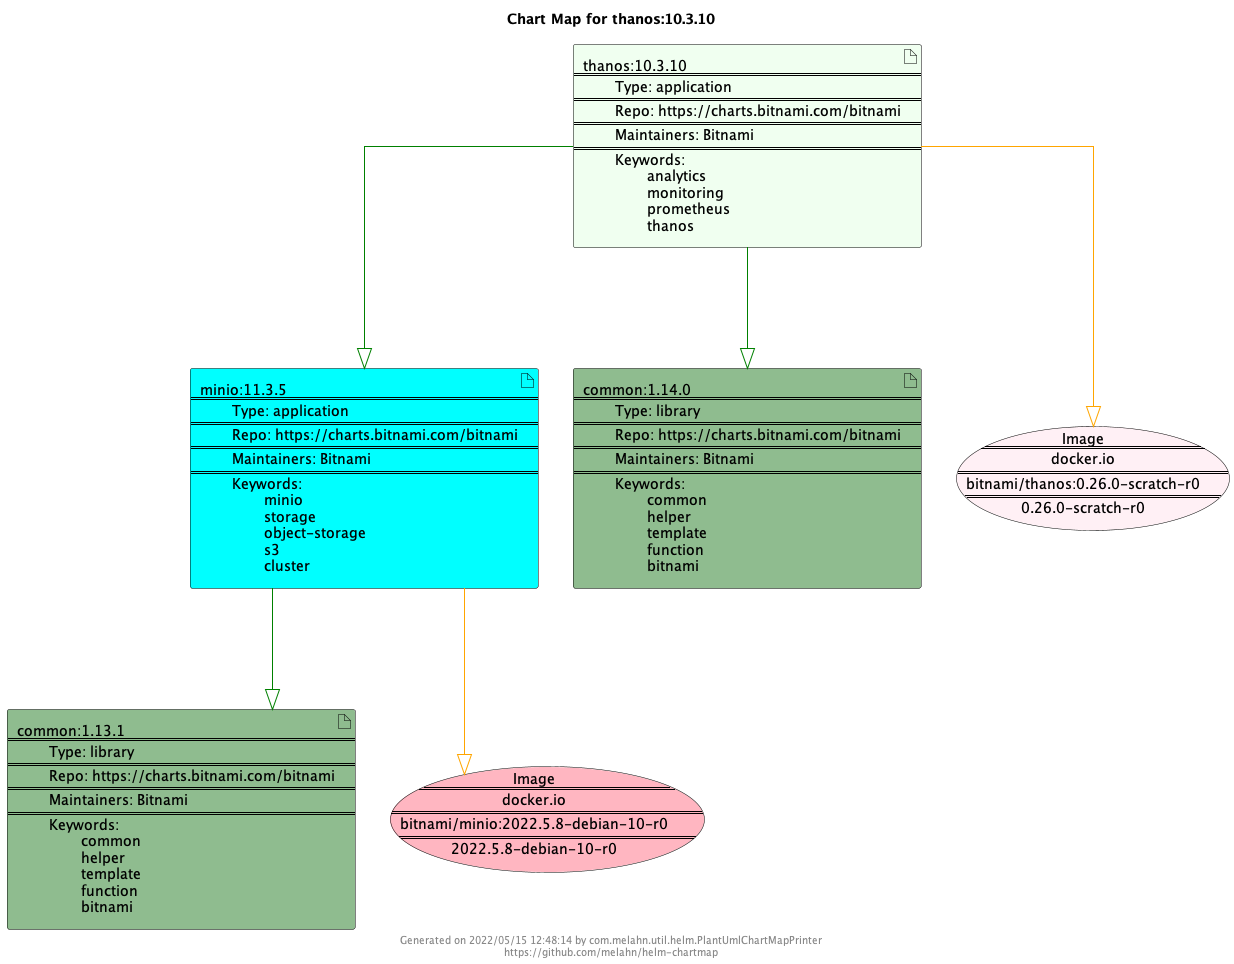 Chart Map for thanos:10.3.10
thanos:10.3.10
Type: application
Repo: https://charts.bitnami.com/bitnami
Maintainers: Bitnami
Keywords:
analytics
monitoring
prometheus
thanos
minio:11.3.5
Type: application
Repo: https://charts.bitnami.com/bitnami
Maintainers: Bitnami
Keywords:
minio
storage
object-storage
s3
cluster
common:1.14.0
Type: library
Repo: https://charts.bitnami.com/bitnami
Maintainers: Bitnami
Keywords:
common
helper
template
function
bitnami
Image
docker.io
bitnami/thanos:0.26.0-scratch-r0
0.26.0-scratch-r0
common:1.13.1
Type: library
Repo: https://charts.bitnami.com/bitnami
Maintainers: Bitnami
Keywords:
common
helper
template
function
bitnami
Image
docker.io
bitnami/minio:2022.5.8-debian-10-r0
2022.5.8-debian-10-r0
Generated on 2022/05/15 12:48:14 by com.melahn.util.helm.PlantUmlChartMapPrinter
https://github.com/melahn/helm-chartmap